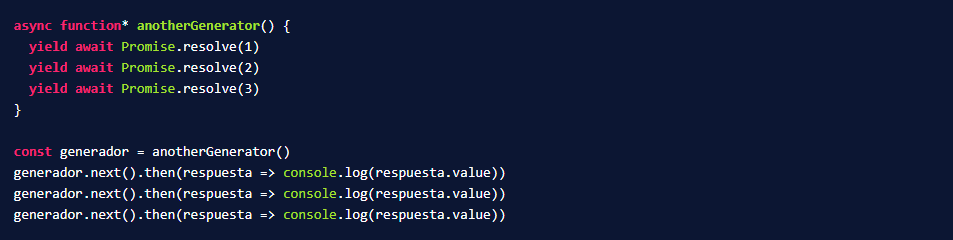 async function* anotherGenerator() {
  yield await Promise.resolve(1)
  yield await Promise.resolve(2)
  yield await Promise.resolve(3)
}

const generador = anotherGenerator()
generador.next().then(respuesta => console.log(respuesta.value))
generador.next().then(respuesta => console.log(respuesta.value))
generador.next().then(respuesta => console.log(respuesta.value))